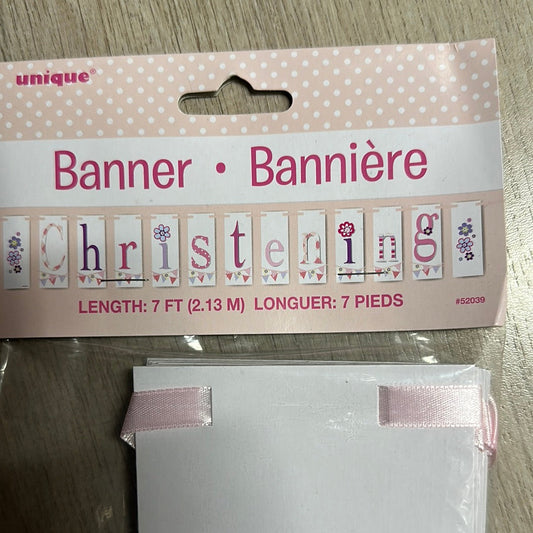 unique®
Banner • Bannière
Christening
LENGTH: 7 FT (2.13 M) LONGUER: 7 PIEDS
#52039